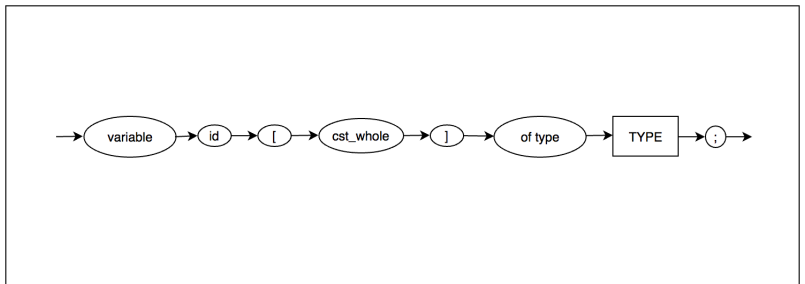 variable id [ cst_whole ] of type TYPE ;